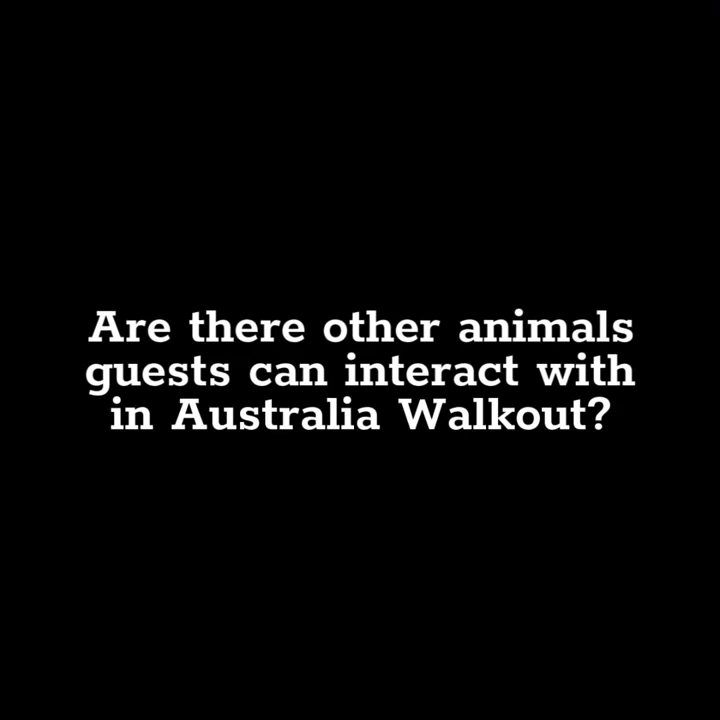 Are there other animals
guests can interact with
in Australia Walkout?